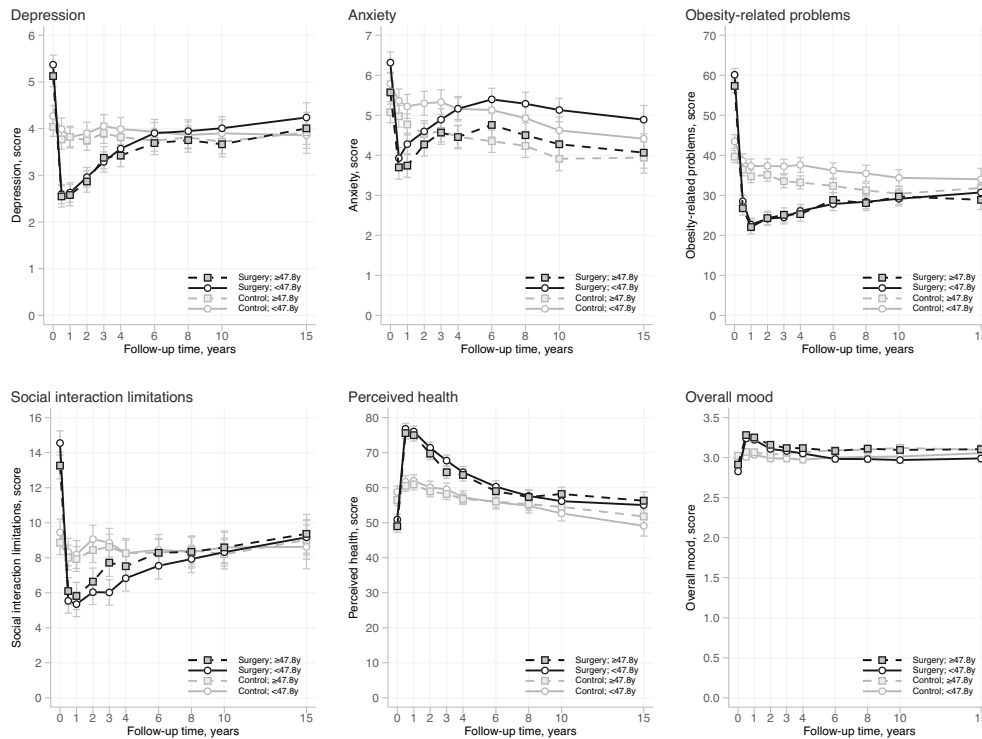 Depression
6
5
4
3
2
1
0
Depression, score
Surgery; ≥47.8y
Surgery; <47.8y
Control; ≥47.8y
Control; <47.8y
0 1 2 3 4 6 8 10 15
Follow-up time, years
Anxiety
7
6
5
4
3
2
1
0
Anxiety, score
Surgery; ≥47.8y
Surgery; <47.8y
Control; ≥47.8y
Control; <47.8y
0 1 2 3 4 6 8 10 15
Follow-up time, years
Obesity-related problems
70
60
50
40
30
20
10
0
Obesity-related problems, score
Surgery; ≥47.8y
Surgery; <47.8y
Control; ≥47.8y
Control; <47.8y
0 1 2 3 4 6 8 10 15
Follow-up time, years
Social interaction limitations
16
14
12
10
8
6
4
2
0
Social interaction limitations, score
Surgery; ≥47.8y
Surgery; <47.8y
Control; ≥47.8y
Control; <47.8y
0 1 2 3 4 6 8 10 15
Follow-up time, years
Perceived health
80
70
60
50
40
30
20
10
0
Perceived health, score
Surgery; ≥47.8y
Surgery; <47.8y
Control; ≥47.8y
Control; <47.8y
0 1 2 3 4 6 8 10 15
Follow-up time, years
Overall mood
3.5
3.0
2.5
2.0
1.5
1.0
0.5
0.0
Overall mood, score
Surgery; ≥47.8y
Surgery; <47.8y
Control; ≥47.8y
Control; <47.8y
0 1 2 3 4 6 8 10 15
Follow-up time, years